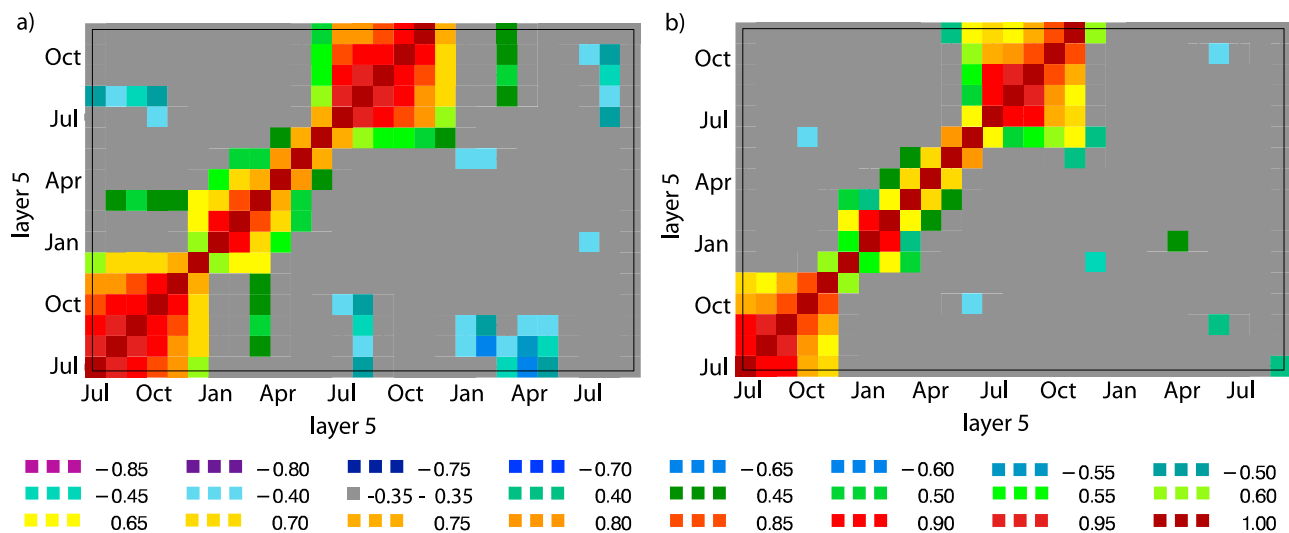 a)
b)
Oct
Jul
Apr
Jan
Oct
Jul
layer 5
Jul Oct Jan Apr Jul Oct Jan Apr Jul
layer 5
Oct
Jul
Apr
Jan
Oct
Jul
layer 5
Jul Oct Jan Apr Jul Oct Jan Apr Jul
layer 5
−0.85 −0.80 −0.75 −0.70 −0.65 −0.60 −0.55 −0.50
−0.45 −0.40 -0.35 - 0.35 0.40 0.45 0.50 0.55 0.60
0.65 0.70 0.75 0.80 0.85 0.90 0.95 1.00